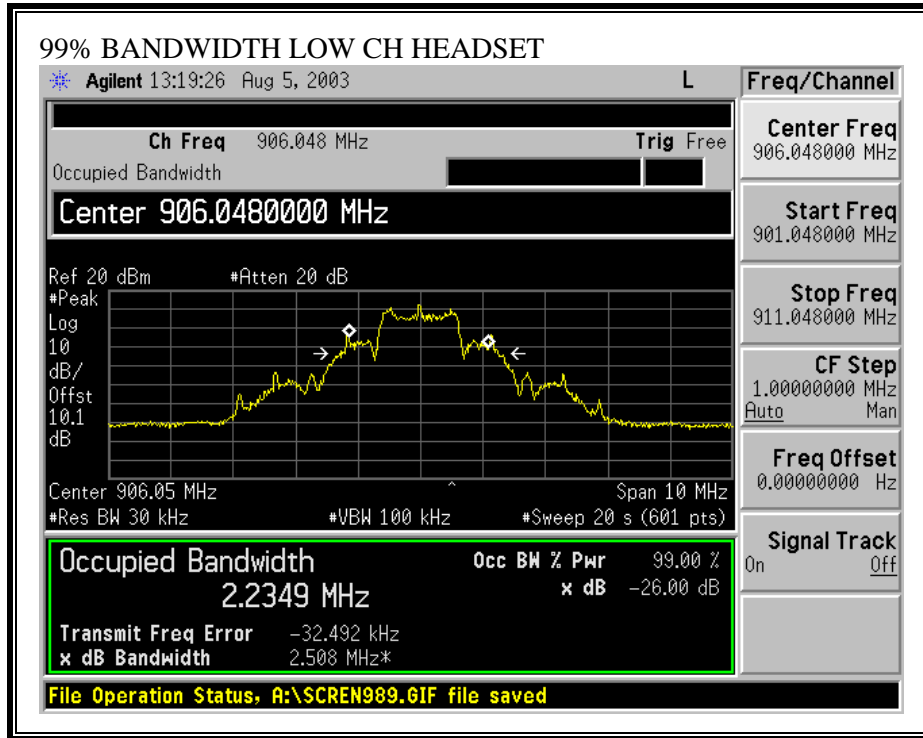 99% BANDWIDTH LOW CH HEADSET
Agilent 13:19:26 Aug 5, 2003 L
Freq/Channel
Ch Freq 906.048 MHz Trig Free
Occupied Bandwidth
Center 906.0480000 MHz
Ref 20 dBm #Atten 20 dB
#Peak
Log
10
dB/
Offst
10.1
dB
Center 906.05 MHz Span 10 MHz
#Res BW 30 kHz #VBW 100 kHz #Sweep 20 s (601 pts)
Occupied Bandwidth
2.2349 MHz
Occ BW % Pwr 99.00 %
x dB -26.00 dB
Transmit Freq Error -32.492 kHz
x dB Bandwidth 2.508 MHz*
File Operation Status, A:\SCREN989.GIF file saved
Center Freq
906.048000 MHz
Start Freq
901.048000 MHz
Stop Freq
911.048000 MHz
CF Step
1.00000000 MHz
Auto Man
Freq Offset
0.00000000 Hz
Signal Track
On Off